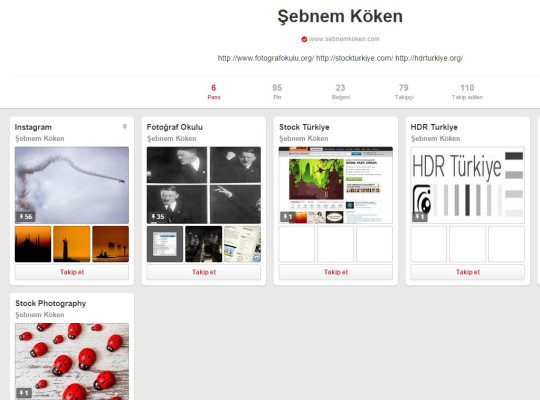 Şebnem Köken
www.sebnemkoken.com
http://www.fotografokulu.org/ http://stockturkiye.com/ http://hdrturkiye.org/
6 95 23 79 110
Pano Pin Beğeni Takipçi Takip edilen
Instagram 9
Şebnem Köken
56
Takip et
Fotoğraf Okulu
Şebnem Köken
35
Takip et
Stock Türkiye
Şebnem Köken
1
Takip et
HDR Turkiye
Şebnem Köken
HDR Türkiye
1
Takip et
Stock Photography
Şebnem Köken
1